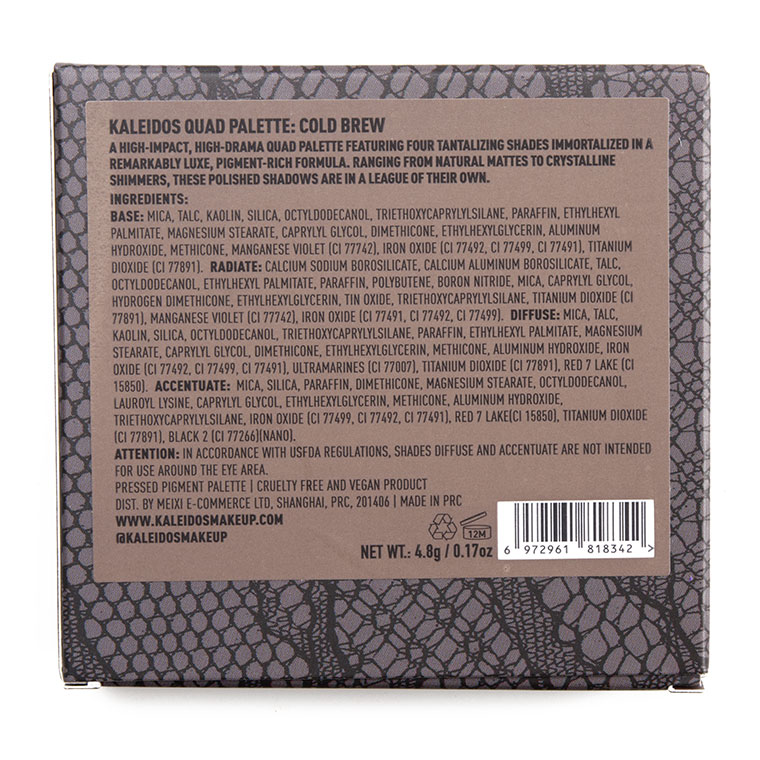 KALEIDOS QUAD PALETTE: COLD BREW
A HIGH-IMPACT, HIGH-DRAMA QUAD PALETTE FEATURING FOUR TANTALIZING SHADES IMMORTALIZED IN A
REMARKABLY LUXE, PIGMENT-RICH FORMULA. RANGING FROM NATURAL MATTES TO CRYSTALLINE
SHIMMERS, THESE POLISHED SHADOWS ARE IN A LEAGUE OF THEIR OWN.
INGREDIENTS:
BASE: MICA, TALC, KAOLIN, SILICA, OCTYLDODECANOL, TRIETHOXYCAPRYLYLSILANE, PARAFFIN, ETHYLHEXYL
PALMITATE, MAGNESIUM STEARATE, CAPRYLYL GLYCOL, DIMETHICONE, ETHYLHEXYLGLYCERIN, ALUMINUM
HYDROXIDE, METHICONE, MANGANESE VIOLET (CI 77742), IRON OXIDE (CI 77492, CI 77499, CI 77491), TITANIUM
DIOXIDE (CI 77891). RADIATE: CALCIUM SODIUM BOROSILICATE, CALCIUM ALUMINUM BOROSILICATE, TALC,
OCTYLDODECANOL, ETHYLHEXYL PALMITATE, PARAFFIN, POLYBUTENE, BORON NITRIDE, MICA, CAPRYLYL GLYCOL,
HYDROGEN DIMETHICONE, ETHYLHEXYLGLYCERIN, TIN OXIDE, TRIETHOXYCAPRYLYLSILANE, TITANIUM DIOXIDE (CI
77891), MANGANESE VIOLET (CI 77742), IRON OXIDE (CI 77491, CI 77492, CI 77499). DIFFUSE: MICA, TALC,
KAOLIN, SILICA, OCTYLDODECANOL, TRIETHOXYCAPRYLYLSILANE, PARAFFIN, ETHYLHEXYL PALMITATE, MAGNESIUM
STEARATE, CAPRYLYL GLYCOL, DIMETHICONE, ETHYLHEXYLGLYCERIN, METHICONE, ALUMINUM HYDROXIDE, IRON
OXIDE (CI 77492, CI 77499, CI 77491), ULTRAMARINES (CI 77007), TITANIUM DIOXIDE (CI 77891), RED 7 LAKE (CI
15850). ACCENTUATE: MICA, SILICA, PARAFFIN, DIMETHICONE, MAGNESIUM STEARATE, OCTYLDODECANOL,
LAUROYL LYSINE, CAPRYLYL GLYCOL, ETHYLHEXYLGLYCERIN, METHICONE, ALUMINUM HYDROXIDE,
TRIETHOXYCAPRYLYLSILANE, IRON OXIDE (CI 77499, CI 77492, CI 77491), RED 7 LAKE(CI 15850), TITANIUM DIOXIDE
(CI 77891), BLACK 2 (CI 77266)(NANO).
ATTENTION: IN ACCORDANCE WITH USFDA REGULATIONS, SHADES DIFFUSE AND ACCENTUATE ARE NOT INTENDED
FOR USE AROUND THE EYE AREA.
PRESSED PIGMENT PALETTE | CRUELTY FREE AND VEGAN PRODUCT
DIST. BY MEIXI E-COMMERCE LTD, SHANGHAI, PRC, 201406 | MADE IN PRC
WWW.KALEIDOSMAKEUP.COM
@KALEIDOSMAKEUP
12M
NET WT.: 4.8g / 0.17oz
6 972961 818342 >